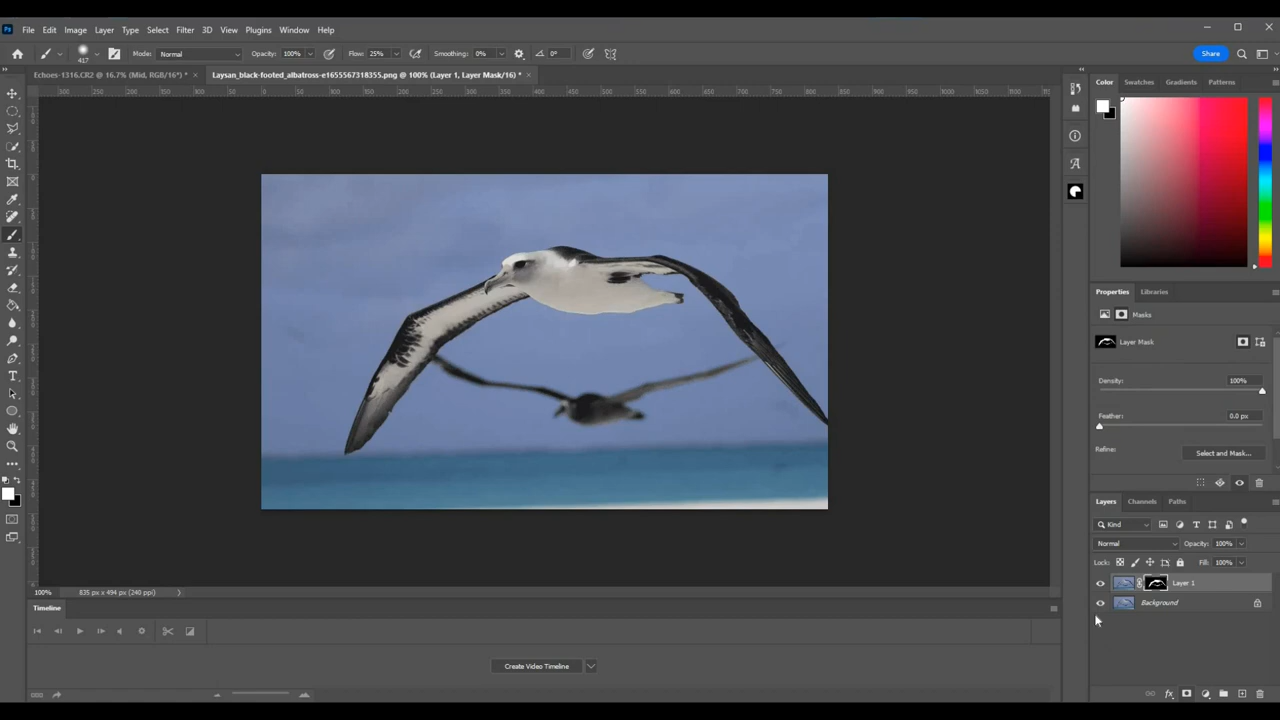 File Edit Image Layer Type Select Filter 3D View Plugins Window Help
417 Mode: Normal Opacity: 100% Flow: 25% Smoothing: 0% 0° Share
Echoes-1316.CR2 @ 16.7% (Mid, RGB/16*) * × Laysan_black-footed_albatross-e1655567318355.png @ 100% (Layer 1, Layer Mask/16) * ×
Color Swatches Gradients Patterns
Properties Libraries
Masks
Layer Mask
Density: 100%
Feather: 0.0 px
Refine: Select and Mask...
Layers Channels Paths
Kind
Normal Opacity: 100%
Lock: Fill: 100%
Layer 1
Background
100% 835 px x 494 px (240 ppi)
Timeline
Create Video Timeline